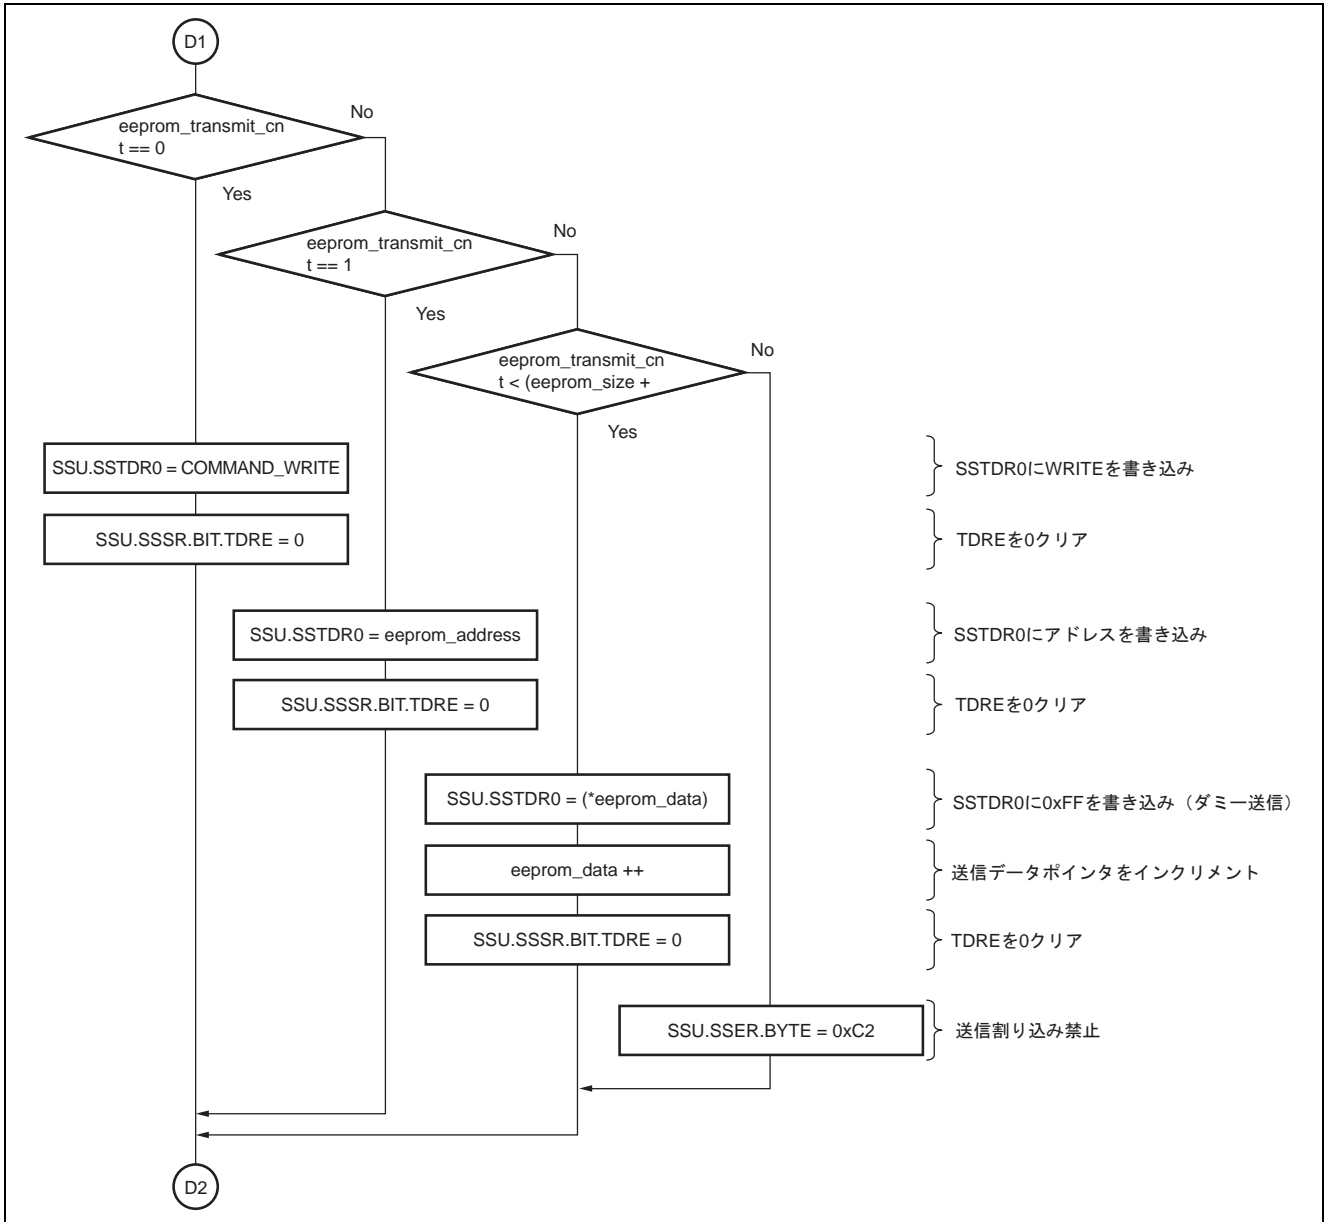 D1
eeprom_transmit_cn
t == 0
No
Yes
eeprom_transmit_cn
t == 1
No
Yes
eeprom_transmit_cn
t < (eeprom_size +
No
Yes
SSU.SSTDR0 = COMMAND_WRITE
SSTDR0にWRITEを書き込み
SSU.SSSR.BIT.TDRE = 0
TDREを0クリア
SSU.SSTDR0 = eeprom_address
SSTDR0にアドレスを書き込み
SSU.SSSR.BIT.TDRE = 0
TDREを0クリア
SSU.SSTDR0 = (*eeprom_data)
SSTDR0に0xFFを書き込み（ダミー送信）
eeprom_data ++
送信データポインタをインクリメント
SSU.SSSR.BIT.TDRE = 0
TDREを0クリア
SSU.SSER.BYTE = 0xC2
送信割り込み禁止
D2